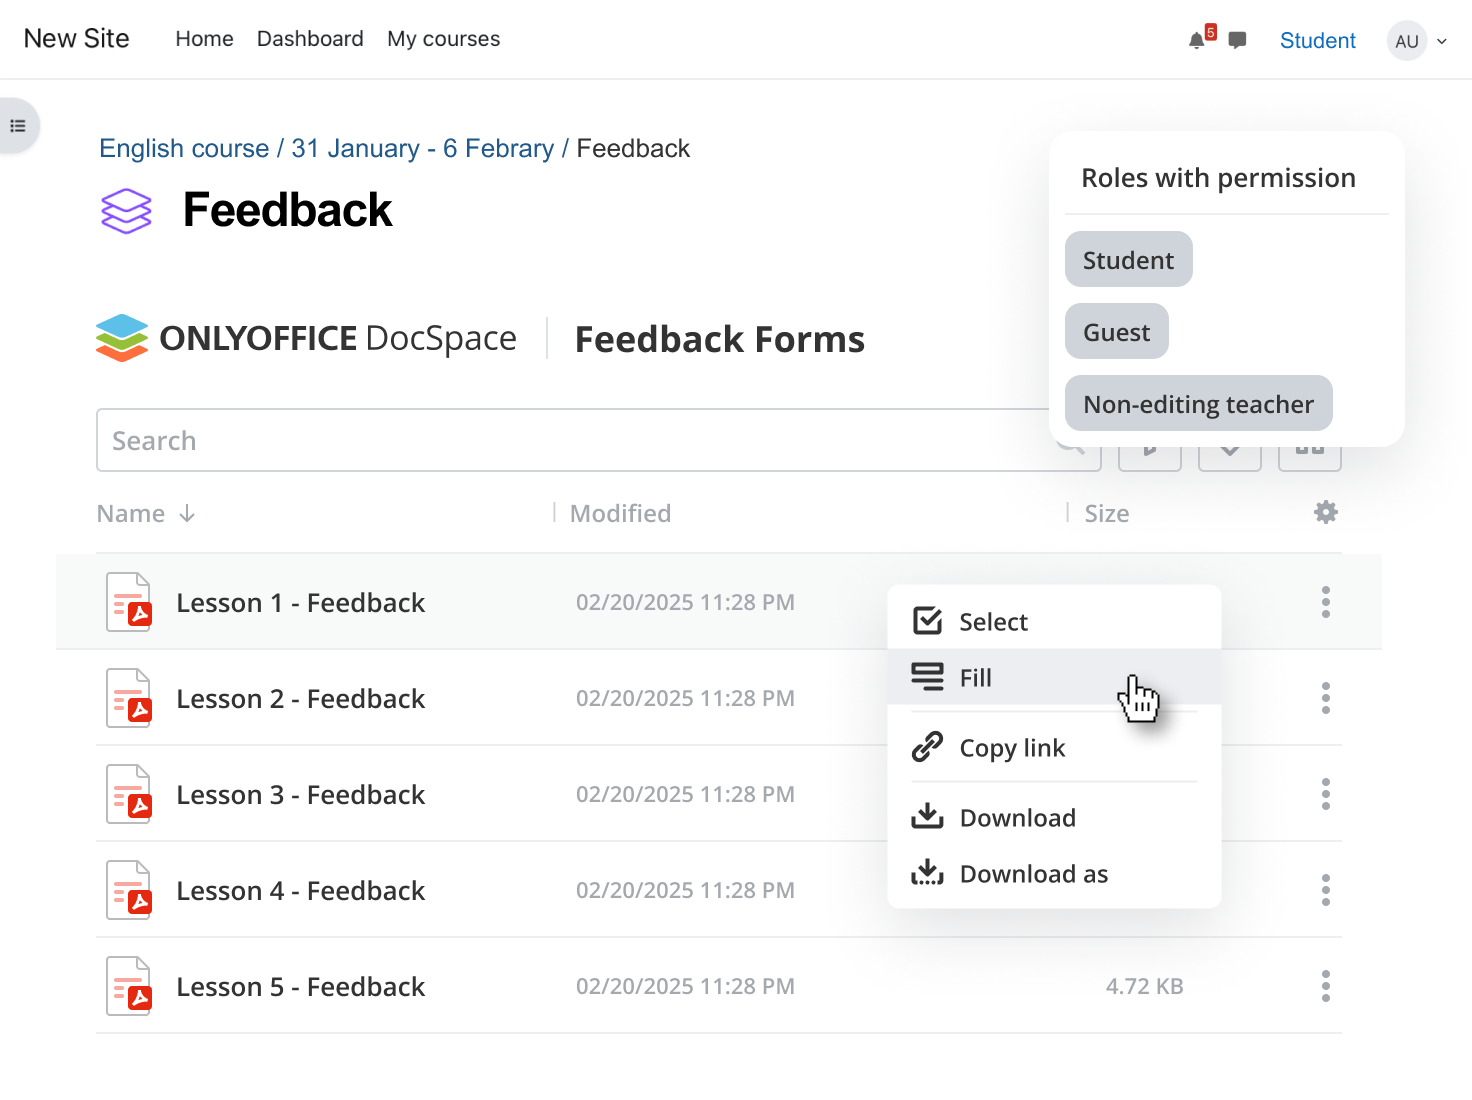 New Site Home Dashboard My courses 5 Student AU
English course / 31 January - 6 Febrary / Feedback
Feedback
Roles with permission
Student
Guest
Non-editing teacher
ONLYOFFICE DocSpace Feedback Forms
Search
Name Modified Size
Lesson 1 - Feedback 02/20/2025 11:28 PM
Lesson 2 - Feedback 02/20/2025 11:28 PM
Lesson 3 - Feedback 02/20/2025 11:28 PM
Lesson 4 - Feedback 02/20/2025 11:28 PM
Lesson 5 - Feedback 02/20/2025 11:28 PM 4.72 KB
Select
Fill
Copy link
Download
Download as